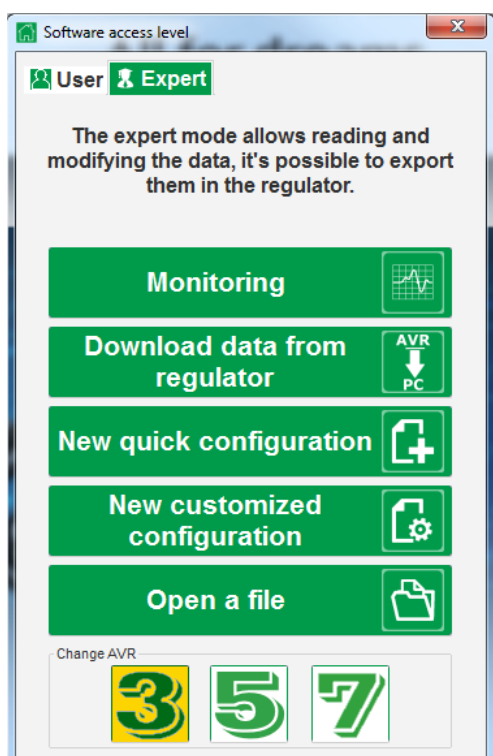 Software access level
User Expert
The expert mode allows reading and
modifying the data, it's possible to export
them in the regulator.
Monitoring
Download data from
regulator
AVR
PC
New quick configuration
New customized
configuration
Open a file
Change AVR
3 5 7